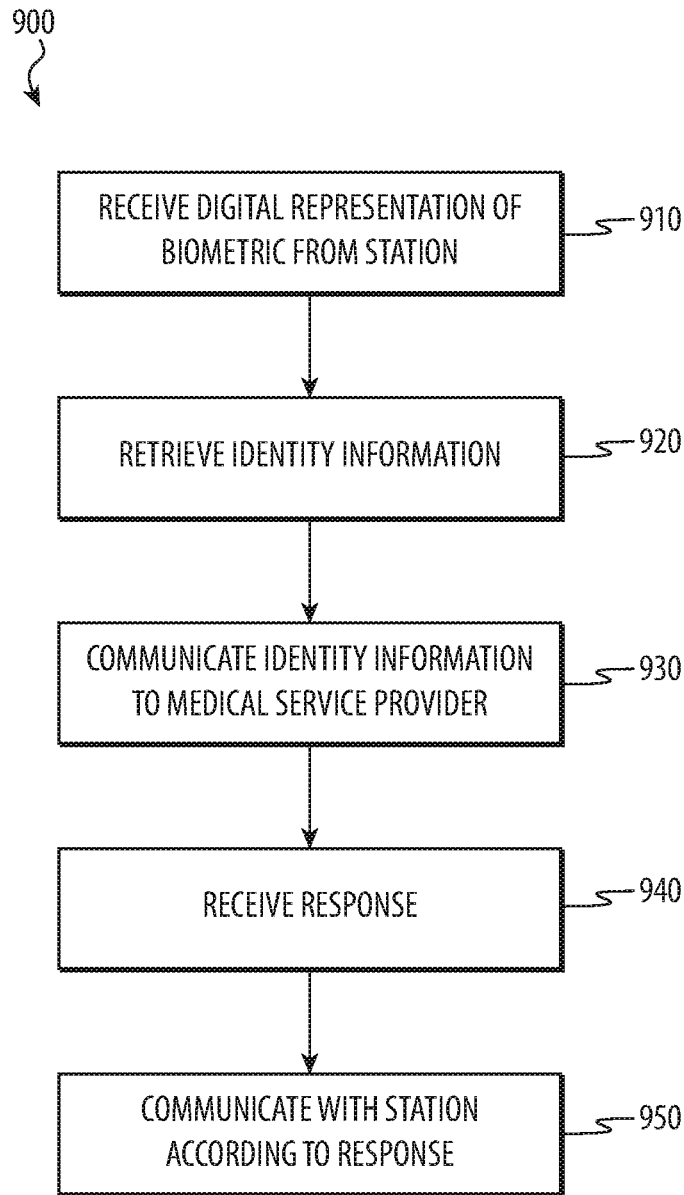 900
RECEIVE DIGITAL REPRESENTATION OF
BIOMETRIC FROM STATION
910
RETRIEVE IDENTITY INFORMATION
920
COMMUNICATE IDENTITY INFORMATION
TO MEDICAL SERVICE PROVIDER
930
RECEIVE RESPONSE
940
COMMUNICATE WITH STATION
ACCORDING TO RESPONSE
950